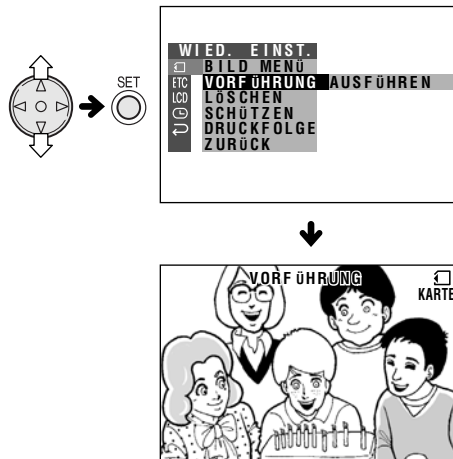 SET
WIED. EINST.
BILD MENÜ
ETC VORFÜHRUNG AUSFÜHREN
LCD LÖSCHEN
SCHÜTZEN
DRUCKFOLGE
ZURÜCK
VORFÜHRUNG
KARTE